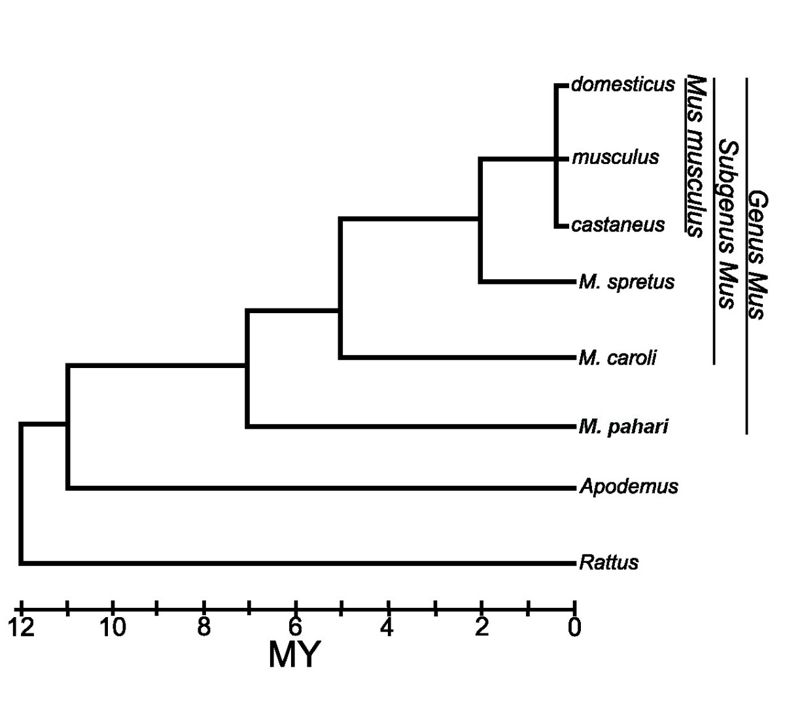 domesticus
musculus
castaneus
M. spretus
M. caroli
M. pahari
Apodemus
Rattus
Mus musculus
Subgenus Mus
Genus Mus
12 10 8 6 4 2 0
MY